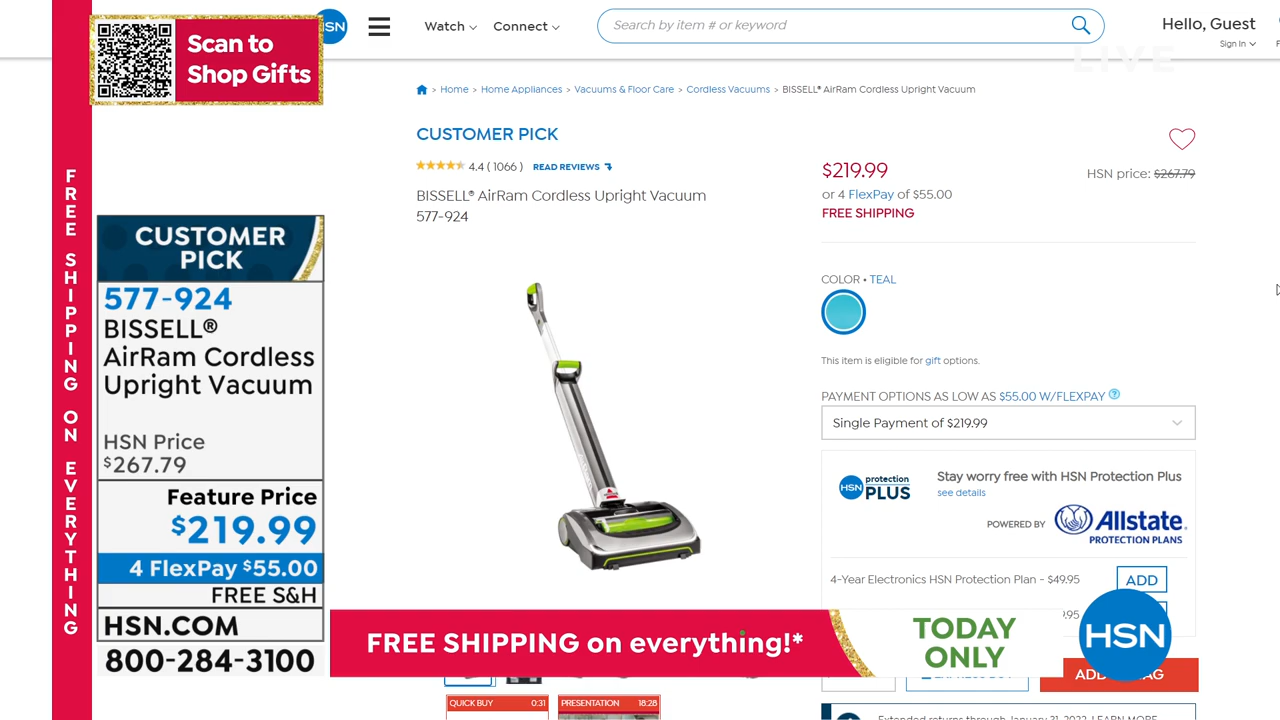 FREE SHIPPING ON EVERYTHING
Scan to
Shop Gifts
HSN
Watch
Connect
Search by item # or keyword
Hello, Guest
Sign In
LIVE
> Home > Home Appliances > Vacuums & Floor Care > Cordless Vacuums > BISSELL® AirRam Cordless Upright Vacuum
CUSTOMER PICK
4.4 ( 1066 ) READ REVIEWS
BISSELL® AirRam Cordless Upright Vacuum
577-924
$219.99
HSN price: $267.79
or 4 FlexPay of $55.00
FREE SHIPPING
COLOR • TEAL
This item is eligible for gift options.
PAYMENT OPTIONS AS LOW AS $55.00 W/FLEXPAY ?
Single Payment of $219.99
HSN protection PLUS
Stay worry free with HSN Protection Plus
see details
POWERED BY Allstate.
PROTECTION PLANS
4-Year Electronics HSN Protection Plan - $49.95
ADD
CUSTOMER
PICK
577-924
BISSELL®
AirRam Cordless
Upright Vacuum
HSN Price
$267.79
Feature Price
$219.99
4 FlexPay $55.00
FREE S&H
HSN.COM
800-284-3100
FREE SHIPPING on everything!*
TODAY
ONLY
HSN
QUICK BUY 0:31
PRESENTATION 18:28
Extended returns through January 31, 2022. LEARN MORE